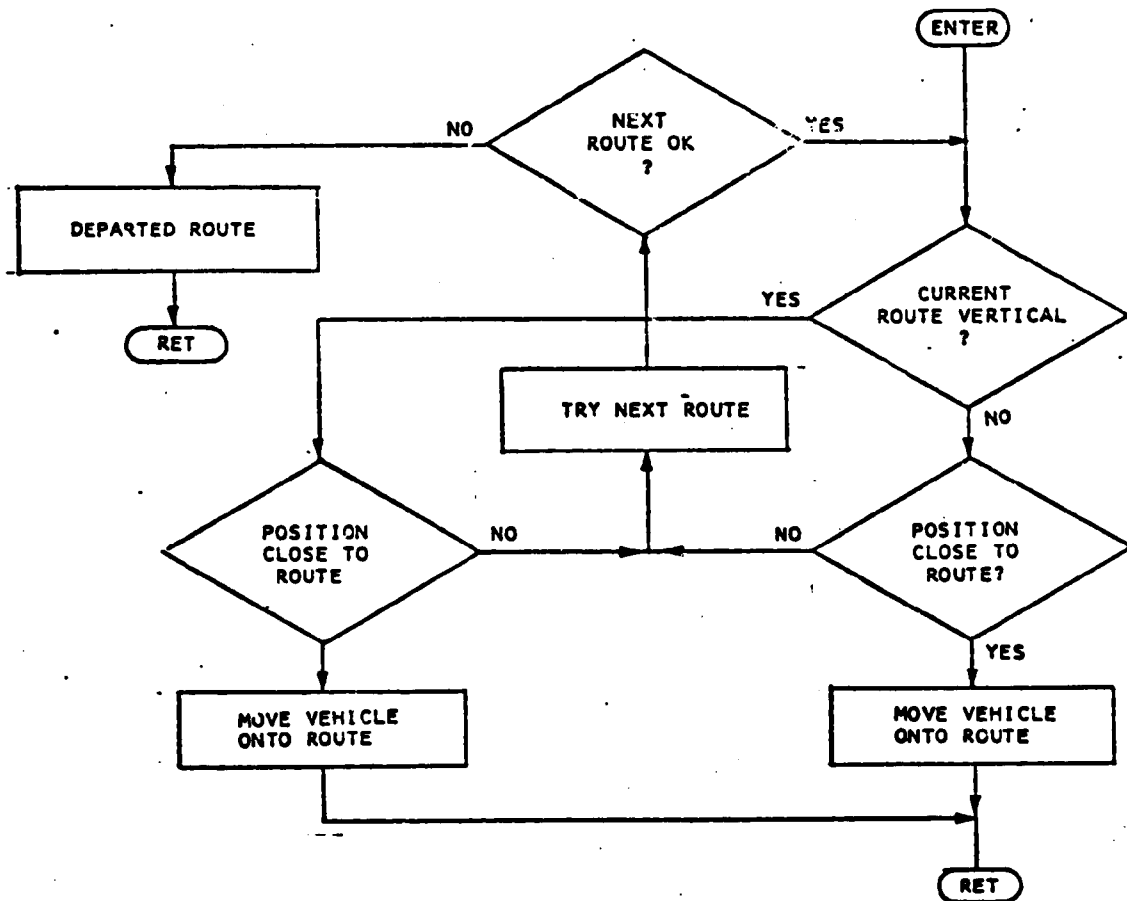 ENTER
NEXT
ROUTE OK
?
NO
YES
DEPARTED ROUTE
RET
CURRENT
ROUTE VERTICAL
?
YES
NO
TRY NEXT ROUTE
POSITION
CLOSE TO
ROUTE
NO
POSITION
CLOSE TO
ROUTE?
NO
YES
MOVE VEHICLE
ONTO ROUTE
MOVE VEHICLE
ONTO ROUTE
RET